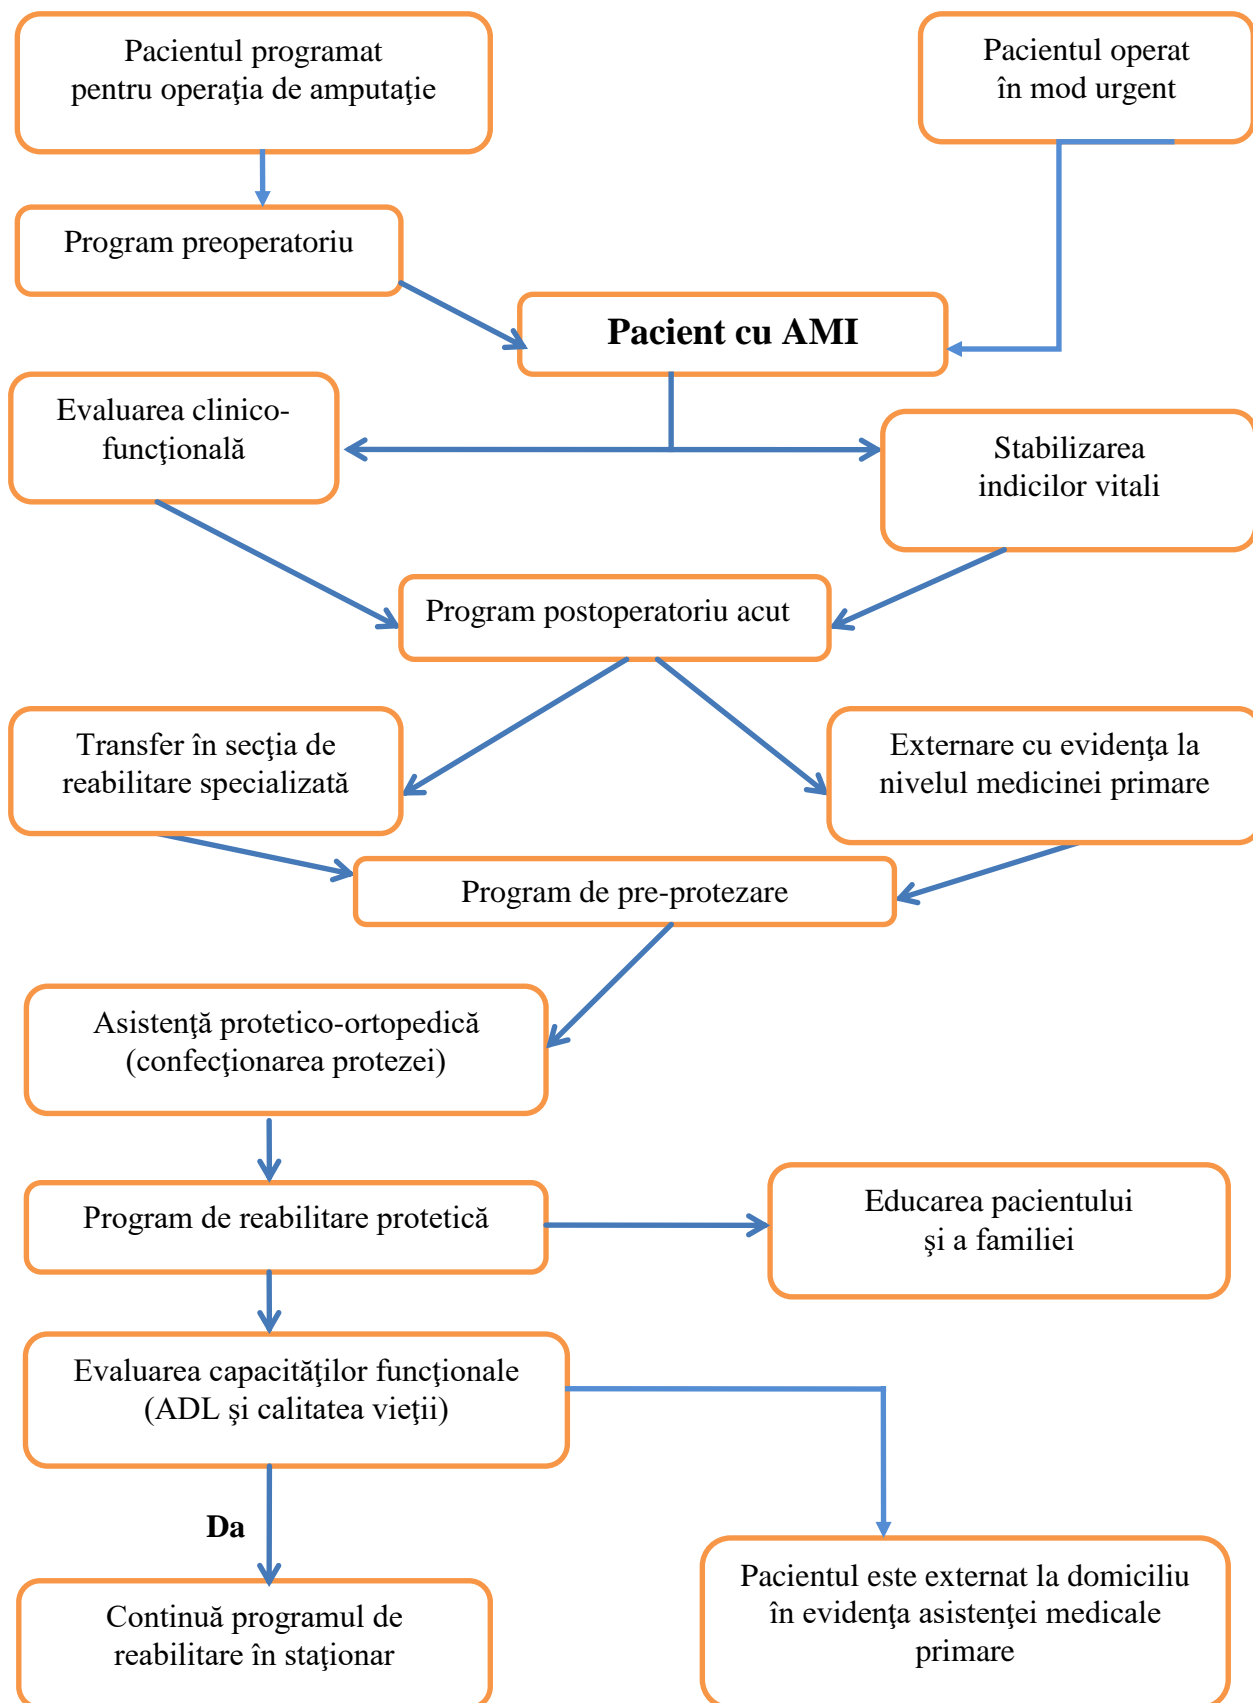 Pacientul programat
pentru operaţia de amputaţie
Pacientul operat
în mod urgent
Program preoperatoriu
Pacient cu AMI
Evaluarea clinico-
funcţională
Stabilizarea
indicilor vitali
Program postoperatoriu acut
Transfer în secţia de
reabilitare specializată
Externare cu evidenţa la
nivelul medicinei primare
Program de pre-protezare
Asistenţă protetico-ortopedică
(confecţionarea protezei)
Program de reabilitare protetică
Educarea pacientului
şi a familiei
Evaluarea capacităţilor funcţionale
(ADL şi calitatea vieţii)
Da
Continuă programul de
reabilitare în staţionar
Pacientul este externat la domiciliu
în evidenţa asistenţei medicale
primare